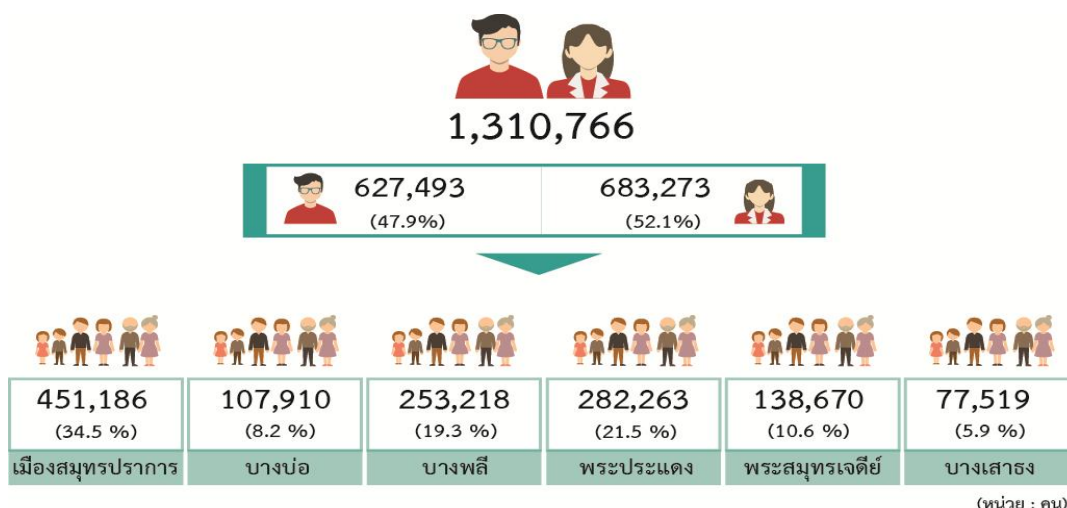 1,310,766
627,493
(47.9%)
683,273
(52.1%)
451,186
(34.5 %)
เมืองสมุทรปราการ
107,910
(8.2 %)
บางบ่อ
253,218
(19.3 %)
บางพลี
282,263
(21.5 %)
พระประแดง
138,670
(10.6 %)
พระสมุทรเจดีย์
77,519
(5.9 %)
บางเสาธง
(หน่วย : คน)